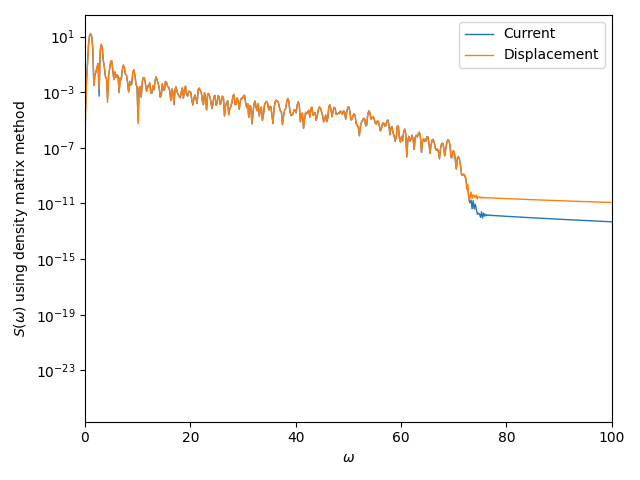 Current
Displacement
10^1
10^-3
10^-7
10^-11
10^-15
10^-19
10^-23
S(ω) using density matrix method
0 20 40 60 80 100
ω